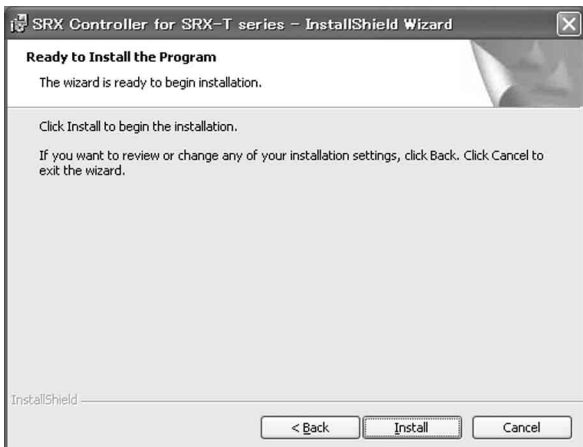 SRX Controller for SRX-T series - InstallShield Wizard
Ready to Install the Program
The wizard is ready to begin installation.
Click Install to begin the installation.
If you want to review or change any of your installation settings, click Back. Click Cancel to
exit the wizard.
InstallShield
< Back
Install
Cancel